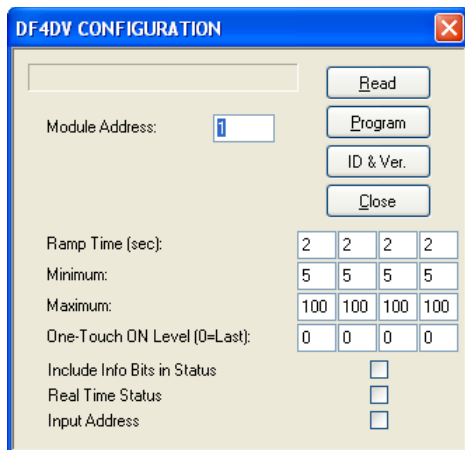 DF4DV CONFIGURATION
Read
Module Address: 1
Program
ID & Ver.
Close
Ramp Time (sec): 2 2 2 2
Minimum: 5 5 5 5
Maximum: 100 100 100 100
One-Touch ON Level (0=Last): 0 0 0 0
Include Info Bits in Status
Real Time Status
Input Address